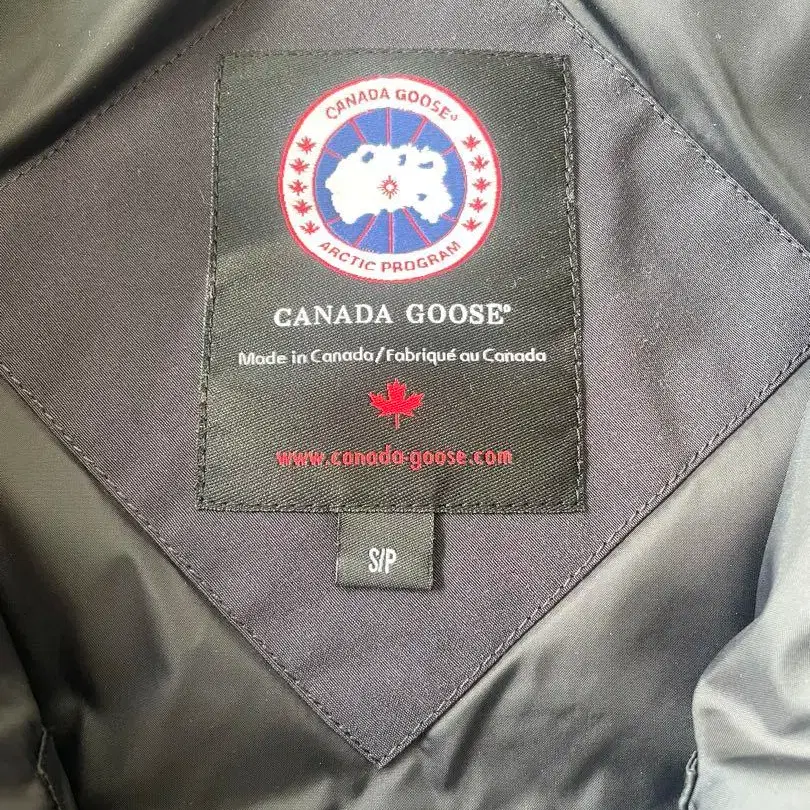 CANADA GOOSE®
ARCTIC PROGRAM
CANADA GOOSE®
Made in Canada/Fabriqué au Canada
www.canada-goose.com
S/P